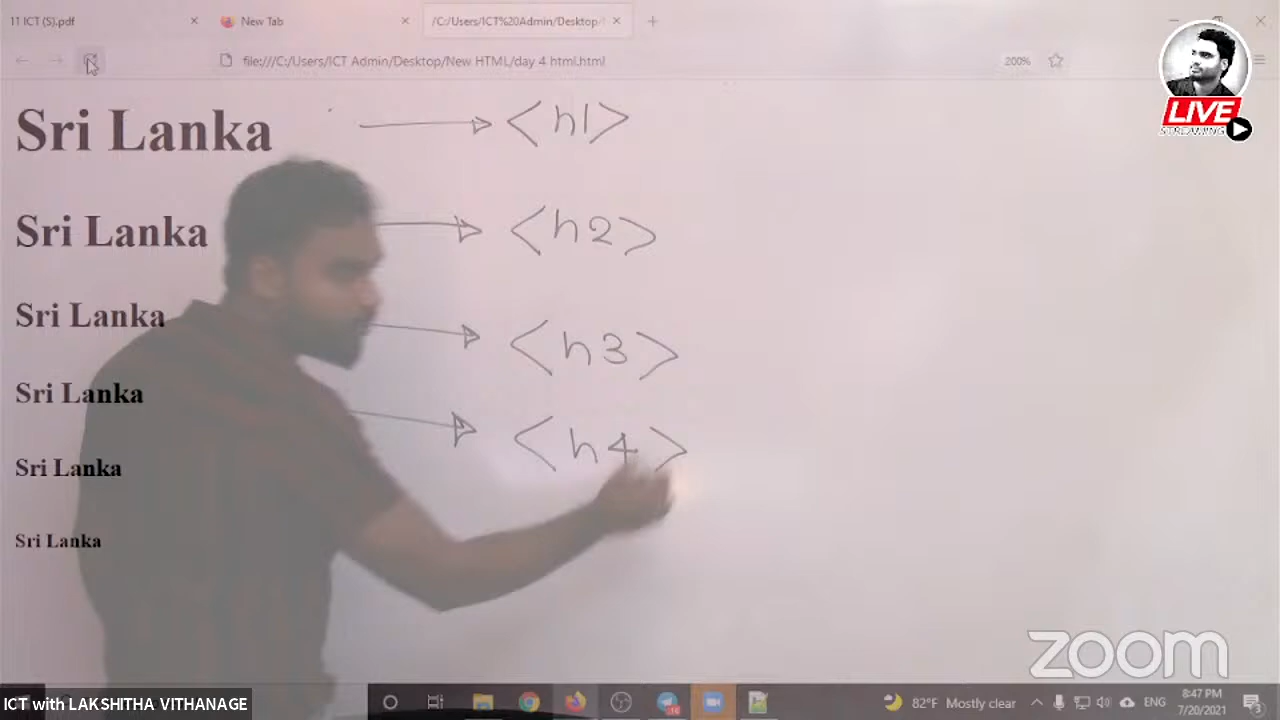 11 ICT (S).pdf
New Tab
/C:/Users/ICT%20Admin/Desktop/
file:///C:/Users/ICT Admin/Desktop/New HTML/day 4 html.html
200%
LIVE
STREAMING
Sri Lanka <h1>
Sri Lanka <h2>
Sri Lanka <h3>
Sri Lanka <h4>
Sri Lanka
Sri Lanka
zoom
ICT with LAKSHITHA VITHANAGE
82°F Mostly clear
ENG
8:47 PM
7/20/2021